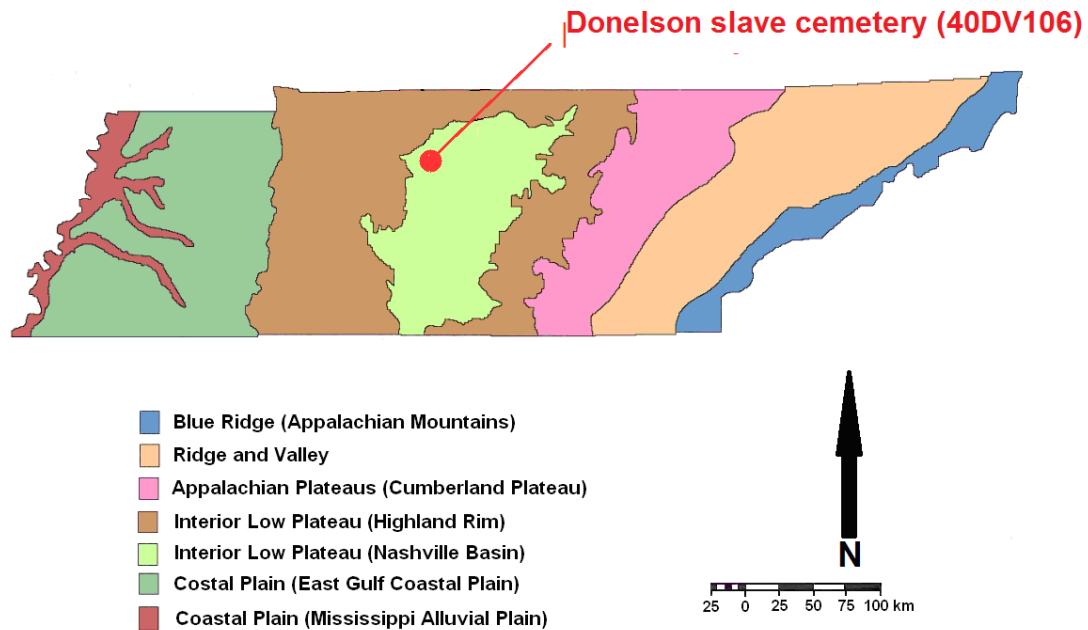 Donelson slave cemetery (40DV106)
Blue Ridge (Appalachian Mountains)
Ridge and Valley
Appalachian Plateaus (Cumberland Plateau)
Interior Low Plateau (Highland Rim)
Interior Low Plateau (Nashville Basin)
Costal Plain (East Gulf Coastal Plain)
Coastal Plain (Mississippi Alluvial Plain)
N
25 0 25 50 75 100 km